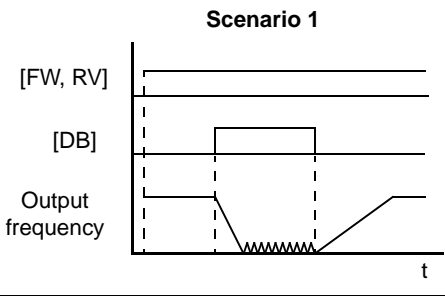 Scenario 1
[FW, RV]
[DB]
Output
frequency
t